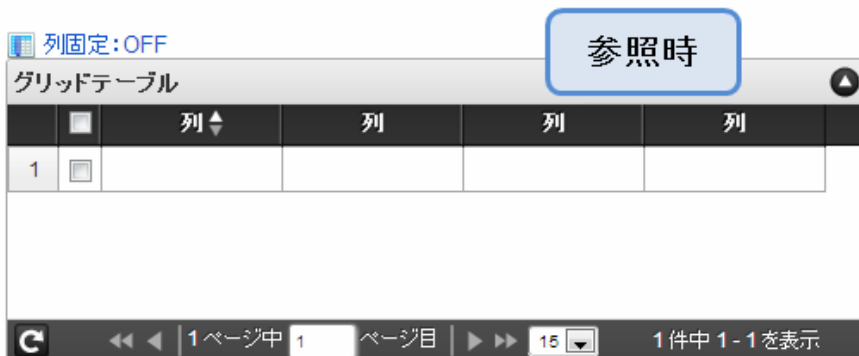 列固定:OFF
参照時
グリッドテーブル
列 列 列 列
1
1 ページ中 1 ページ目 15 1 件中 1 - 1 を表示